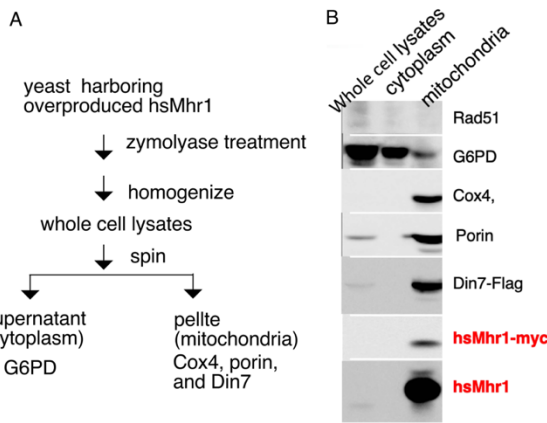 A
yeast harboring
overproduced hsMhr1
zymolyase treatment
homogenize
whole cell lysates
spin
upernatant
ytoplasm)
G6PD
pellte
(mitochondria)
Cox4, porin,
and Din7
B
Whole cell lysates
cytoplasm
mitochondria
Rad51
G6PD
Cox4,
Porin
Din7-Flag
hsMhr1-myc
hsMhr1